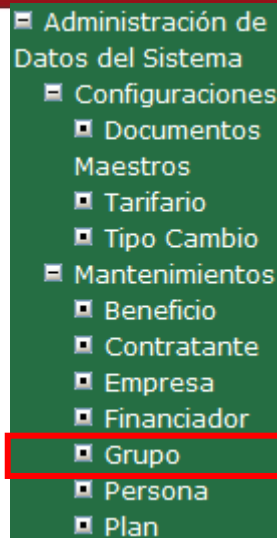 Administración de
Datos del Sistema
Configuraciones
Documentos
Maestros
Tarifario
Tipo Cambio
Mantenimientos
Beneficio
Contratante
Empresa
Financiador
Grupo
Persona
Plan